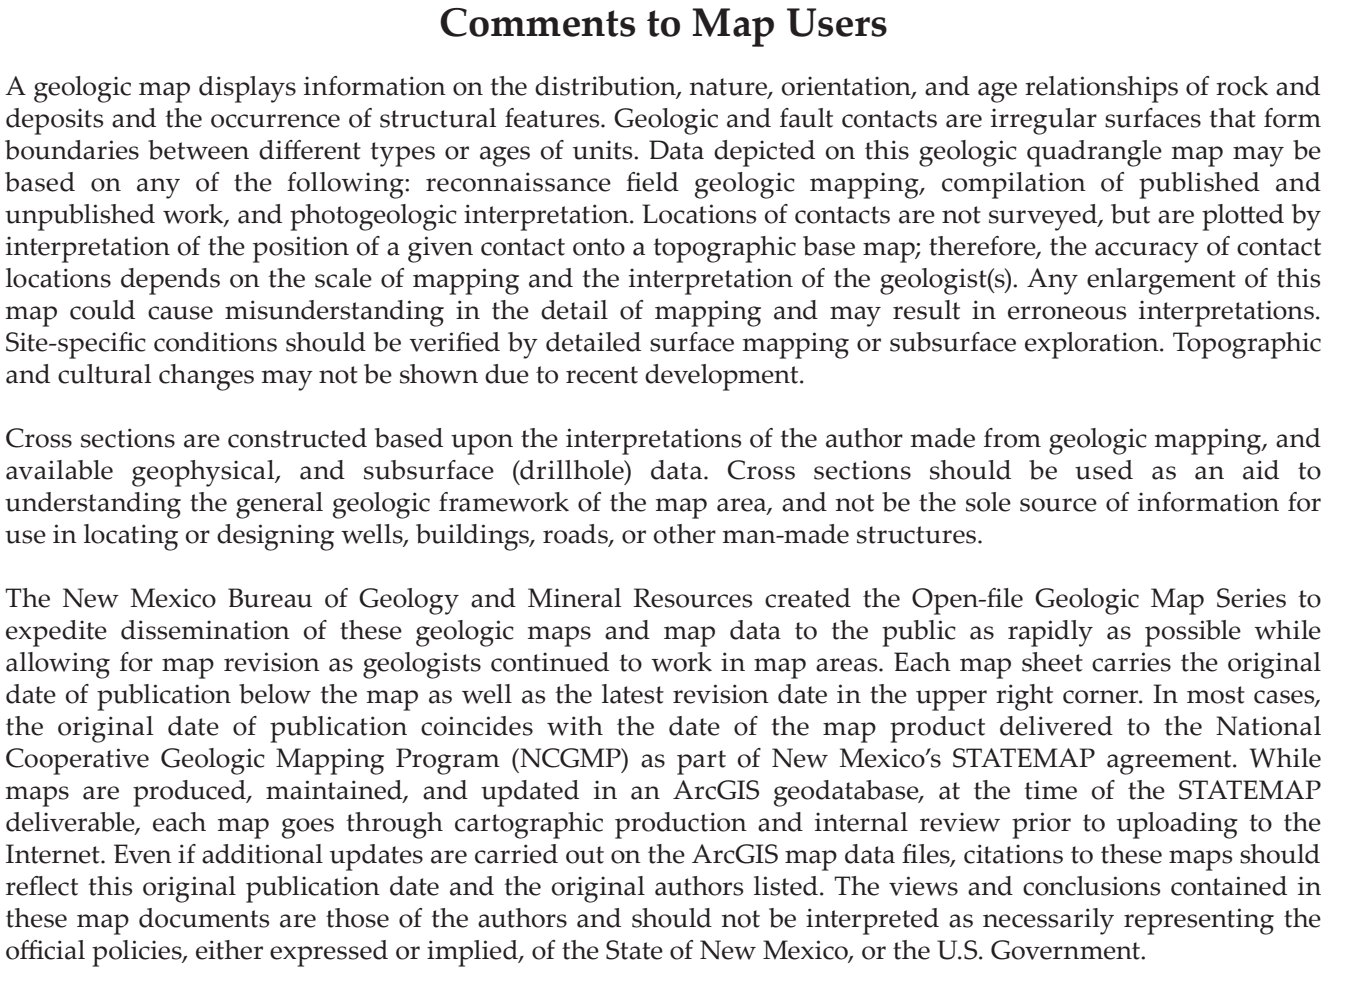 Comments to Map Users
A geologic map displays information on the distribution, nature, orientation, and age relationships of rock and
deposits and the occurrence of structural features. Geologic and fault contacts are irregular surfaces that form
boundaries between different types or ages of units. Data depicted on this geologic quadrangle map may be
based on any of the following: reconnaissance field geologic mapping, compilation of published and
unpublished work, and photogeologic interpretation. Locations of contacts are not surveyed, but are plotted by
interpretation of the position of a given contact onto a topographic base map; therefore, the accuracy of contact
locations depends on the scale of mapping and the interpretation of the geologist(s). Any enlargement of this
map could cause misunderstanding in the detail of mapping and may result in erroneous interpretations.
Site-specific conditions should be verified by detailed surface mapping or subsurface exploration. Topographic
and cultural changes may not be shown due to recent development.
Cross sections are constructed based upon the interpretations of the author made from geologic mapping, and
available geophysical, and subsurface (drillhole) data. Cross sections should be used as an aid to
understanding the general geologic framework of the map area, and not be the sole source of information for
use in locating or designing wells, buildings, roads, or other man-made structures.
The New Mexico Bureau of Geology and Mineral Resources created the Open-file Geologic Map Series to
expedite dissemination of these geologic maps and map data to the public as rapidly as possible while
allowing for map revision as geologists continued to work in map areas. Each map sheet carries the original
date of publication below the map as well as the latest revision date in the upper right corner. In most cases,
the original date of publication coincides with the date of the map product delivered to the National
Cooperative Geologic Mapping Program (NCGMP) as part of New Mexico’s STATEMAP agreement. While
maps are produced, maintained, and updated in an ArcGIS geodatabase, at the time of the STATEMAP
deliverable, each map goes through cartographic production and internal review prior to uploading to the
Internet. Even if additional updates are carried out on the ArcGIS map data files, citations to these maps should
reflect this original publication date and the original authors listed. The views and conclusions contained in
these map documents are those of the authors and should not be interpreted as necessarily representing the
official policies, either expressed or implied, of the State of New Mexico, or the U.S. Government.